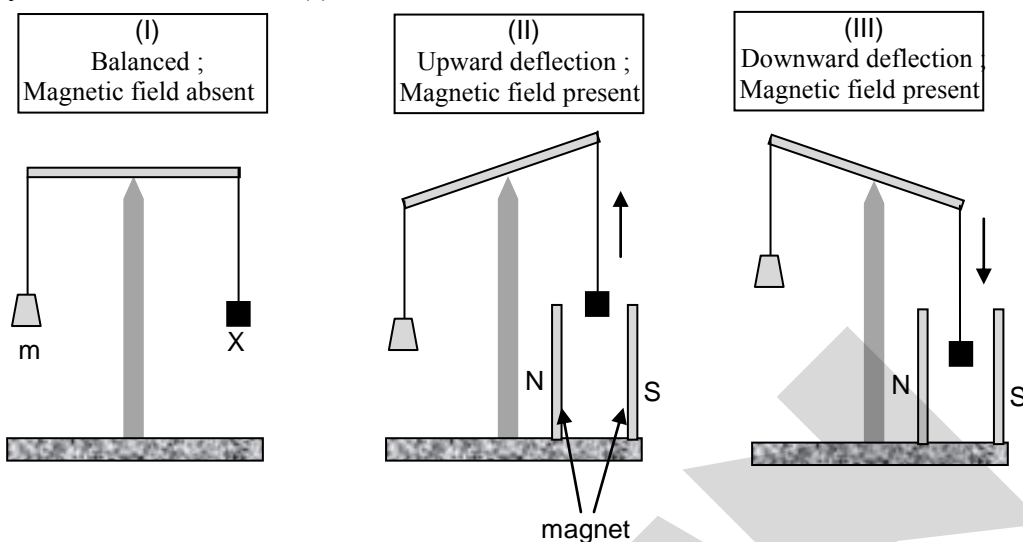 (I)
Balanced ;
Magnetic field absent
(II)
Upward deflection ;
Magnetic field present
(III)
Downward deflection ;
Magnetic field present
m
X
N
S
N
S
magnet